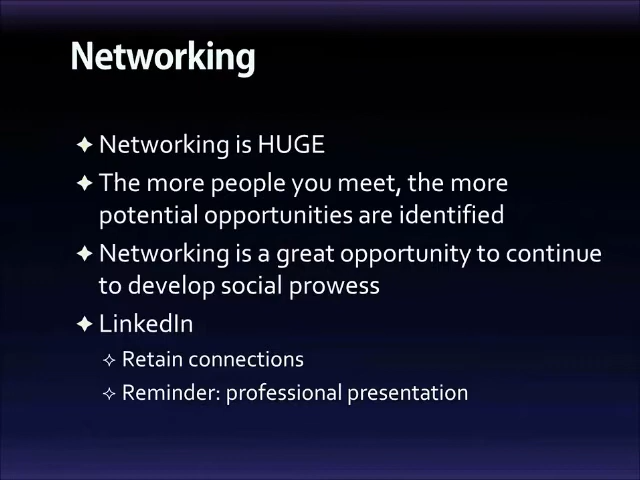 Networking
Networking is HUGE
The more people you meet, the more
potential opportunities are identified
Networking is a great opportunity to continue
to develop social prowess
LinkedIn
Retain connections
Reminder: professional presentation